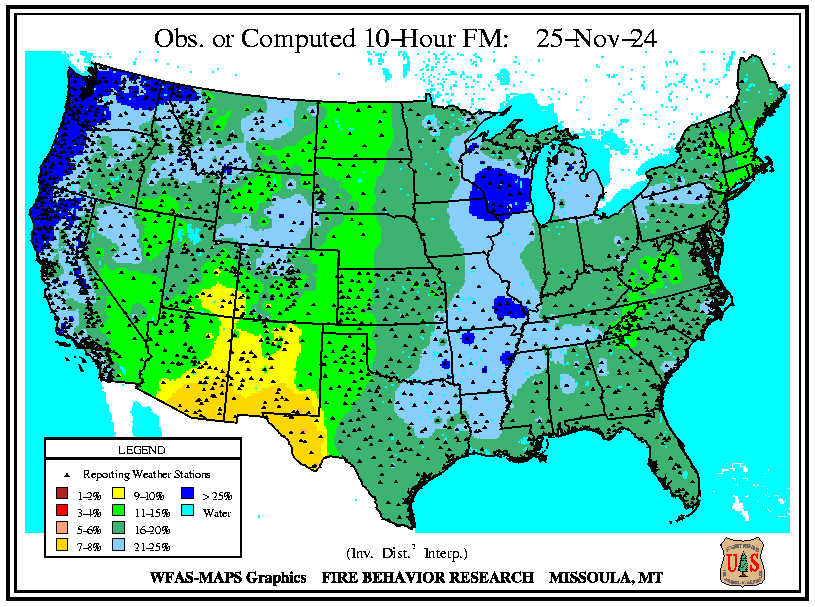 Obs. or Computed 10-Hour FM: 25-Nov-24
LEGEND
Reporting Weather Stations
1-2% 9-10% > 25%
3-4% 11-15% Water
5-6% 16-20%
7-8% 21-25%
(Inv. Dist.² Interp.)
WFAS-MAPS Graphics FIRE BEHAVIOR RESEARCH MISSOULA, MT
U S